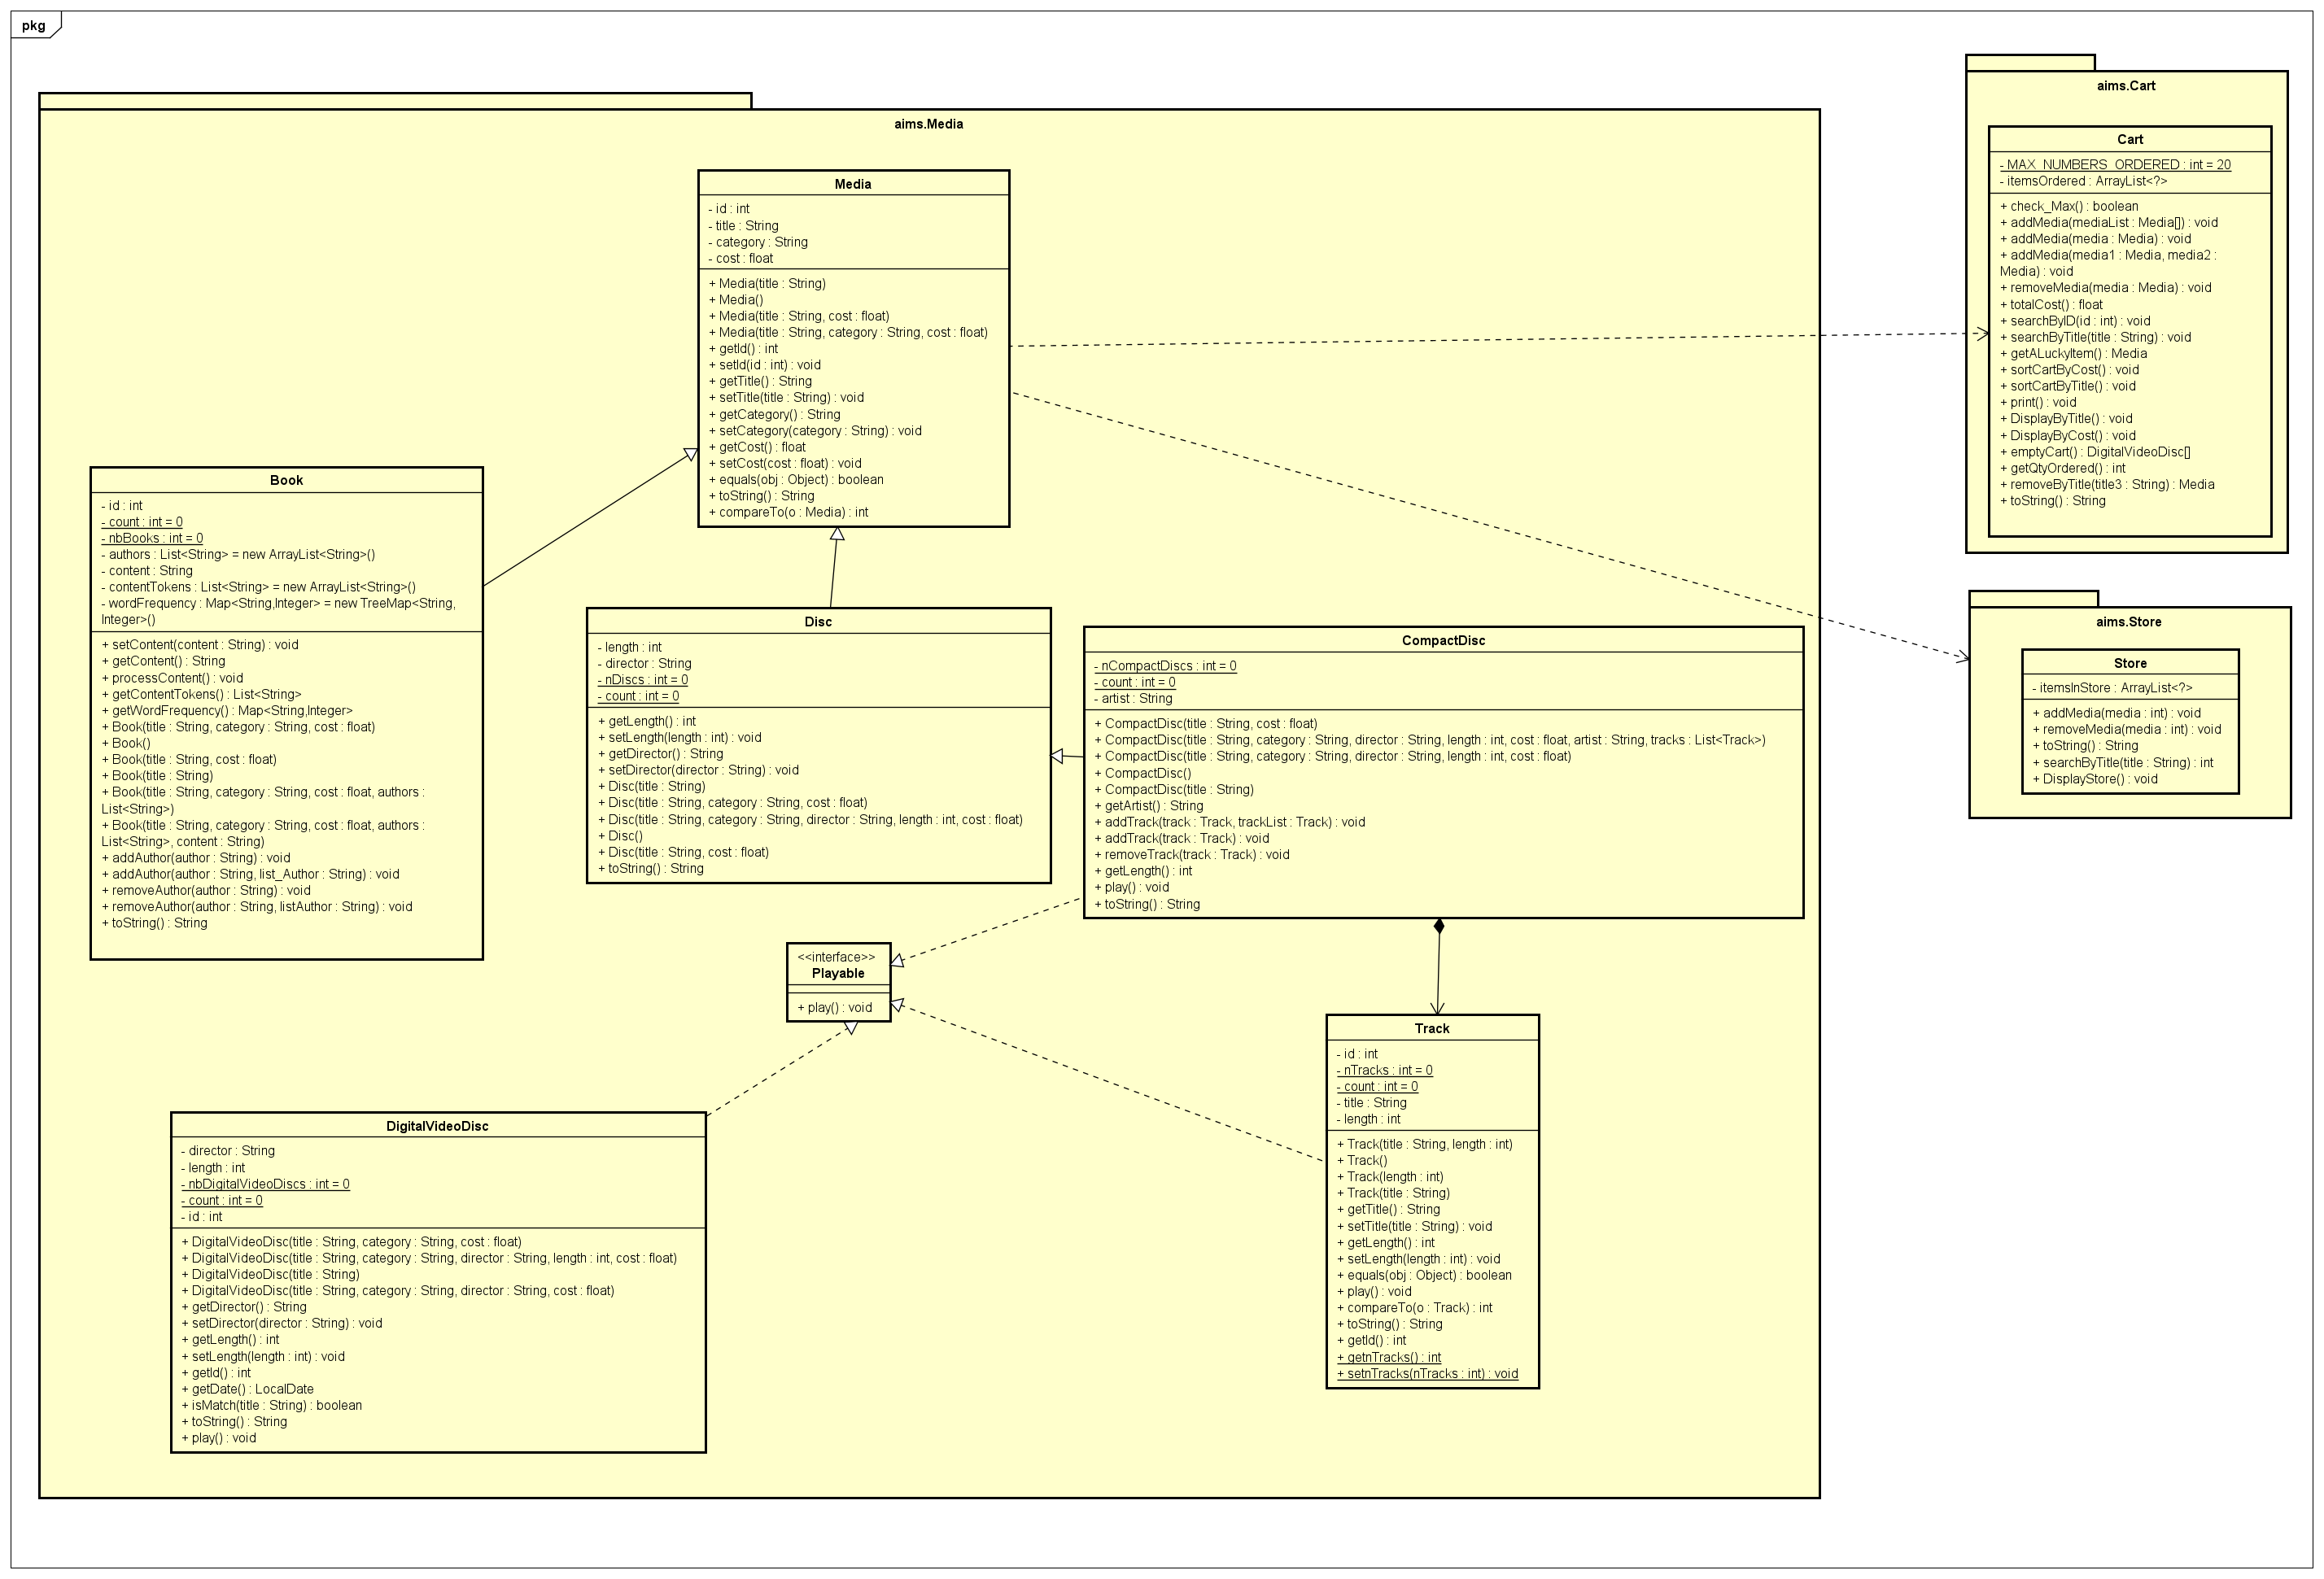 pkg
aims.Media
Media
- id : int
- title : String
- category : String
- cost : float
+ Media(title : String)
+ Media()
+ Media(title : String, cost : float)
+ Media(title : String, category : String, cost : float)
+ getId() : int
+ setId(id : int) : void
+ getTitle() : String
+ setTitle(title : String) : void
+ getCategory() : String
+ setCategory(category : String) : void
+ getCost() : float
+ setCost(cost : float) : void
+ equals(obj : Object) : boolean
+ toString() : String
+ compareTo(o : Media) : int
Book
- id : int
- count : int = 0
- nbBooks : int = 0
- authors : List<String> = new ArrayList<String>()
- content : String
- contentTokens : List<String> = new ArrayList<String>()
- wordFrequency : Map<String,Integer> = new TreeMap<String,
Integer>()
+ setContent(content : String) : void
+ getContent() : String
+ processContent() : void
+ getContentTokens() : List<String>
+ getWordFrequency() : Map<String,Integer>
+ Book(title : String, category : String, cost : float)
+ Book()
+ Book(title : String, cost : float)
+ Book(title : String)
+ Book(title : String, category : String, cost : float, authors :
List<String>)
+ Book(title : String, category : String, cost : float, authors :
List<String>, content : String)
+ addAuthor(author : String) : void
+ addAuthor(author : String, list_Author : String) : void
+ removeAuthor(author : String) : void
+ removeAuthor(author : String, listAuthor : String) : void
+ toString() : String
Disc
- length : int
- director : String
- nDiscs : int = 0
- count : int = 0
+ getLength() : int
+ setLength(length : int) : void
+ getDirector() : String
+ setDirector(director : String) : void
+ Disc(title : String)
+ Disc(title : String, category : String, cost : float)
+ Disc(title : String, category : String, director : String, length : int, cost : float)
+ Disc()
+ Disc(title : String, cost : float)
+ toString() : String
CompactDisc
- nCompactDiscs : int = 0
- count : int = 0
- artist : String
+ CompactDisc(title : String, cost : float)
+ CompactDisc(title : String, category : String, director : String, length : int, cost : float, artist : String, tracks : List<Track>)
+ CompactDisc(title : String, category : String, director : String, length : int, cost : float)
+ CompactDisc()
+ CompactDisc(title : String)
+ getArtist() : String
+ addTrack(track : Track, trackList : Track) : void
+ addTrack(track : Track) : void
+ removeTrack(track : Track) : void
+ getLength() : int
+ play() : void
+ toString() : String
<<interface>>
Playable
+ play() : void
Track
- id : int
- nTracks : int = 0
- count : int = 0
- title : String
- length : int
+ Track(title : String, length : int)
+ Track()
+ Track(length : int)
+ Track(title : String)
+ getTitle() : String
+ setTitle(title : String) : void
+ getLength() : int
+ setLength(length : int) : void
+ equals(obj : Object) : boolean
+ play() : void
+ compareTo(o : Track) : int
+ toString() : String
+ getId() : int
+ getnTracks() : int
+ setnTracks(nTracks : int) : void
DigitalVideoDisc
- director : String
- length : int
- nbDigitalVideoDiscs : int = 0
- count : int = 0
- id : int
+ DigitalVideoDisc(title : String, category : String, cost : float)
+ DigitalVideoDisc(title : String, category : String, director : String, length : int, cost : float)
+ DigitalVideoDisc(title : String)
+ DigitalVideoDisc(title : String, category : String, director : String, cost : float)
+ getDirector() : String
+ setDirector(director : String) : void
+ getLength() : int
+ setLength(length : int) : void
+ getId() : int
+ getDate() : LocalDate
+ isMatch(title : String) : boolean
+ toString() : String
+ play() : void
aims.Cart
Cart
- MAX_NUMBERS_ORDERED : int = 20
- itemsOrdered : ArrayList<?>
+ check_Max() : boolean
+ addMedia(mediaList : Media[]) : void
+ addMedia(media : Media) : void
+ addMedia(media1 : Media, media2 :
Media) : void
+ removeMedia(media : Media) : void
+ totalCost() : float
+ searchByID(id : int) : void
+ searchByTitle(title : String) : void
+ getALuckyItem() : Media
+ sortCartByCost() : void
+ sortCartByTitle() : void
+ print() : void
+ DisplayByTitle() : void
+ DisplayByCost() : void
+ emptyCart() : DigitalVideoDisc[]
+ getQtyOrdered() : int
+ removeByTitle(title3 : String) : Media
+ toString() : String
aims.Store
Store
- itemsInStore : ArrayList<?>
+ addMedia(media : int) : void
+ removeMedia(media : int) : void
+ toString() : String
+ searchByTitle(title : String) : int
+ DisplayStore() : void